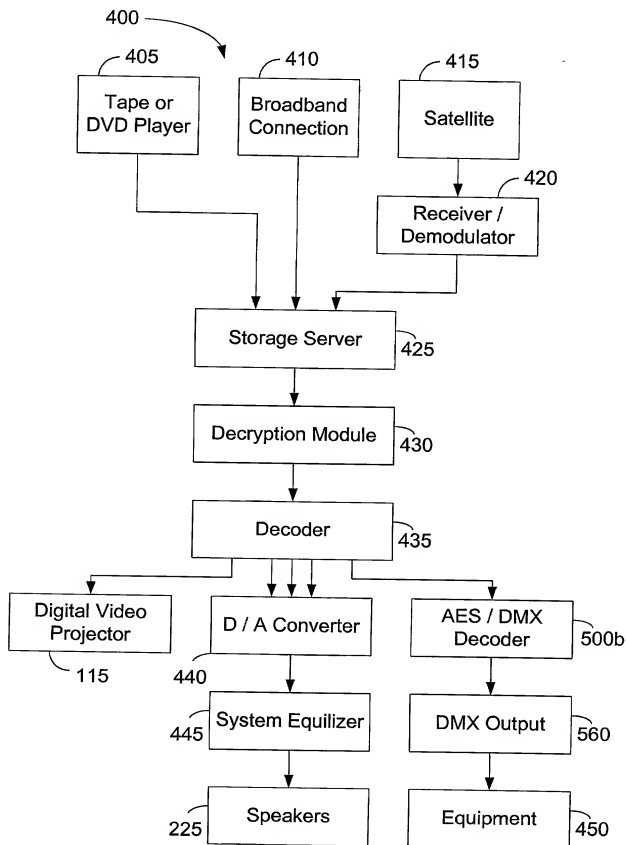 400
405
410
415
Tape or
DVD Player
Broadband
Connection
Satellite
420
Receiver /
Demodulator
Storage Server
425
Decryption Module
430
Decoder
435
Digital Video
Projector
D / A Converter
AES / DMX
Decoder
115
440
500b
System Equilizer
445
DMX Output
560
Speakers
225
Equipment
450